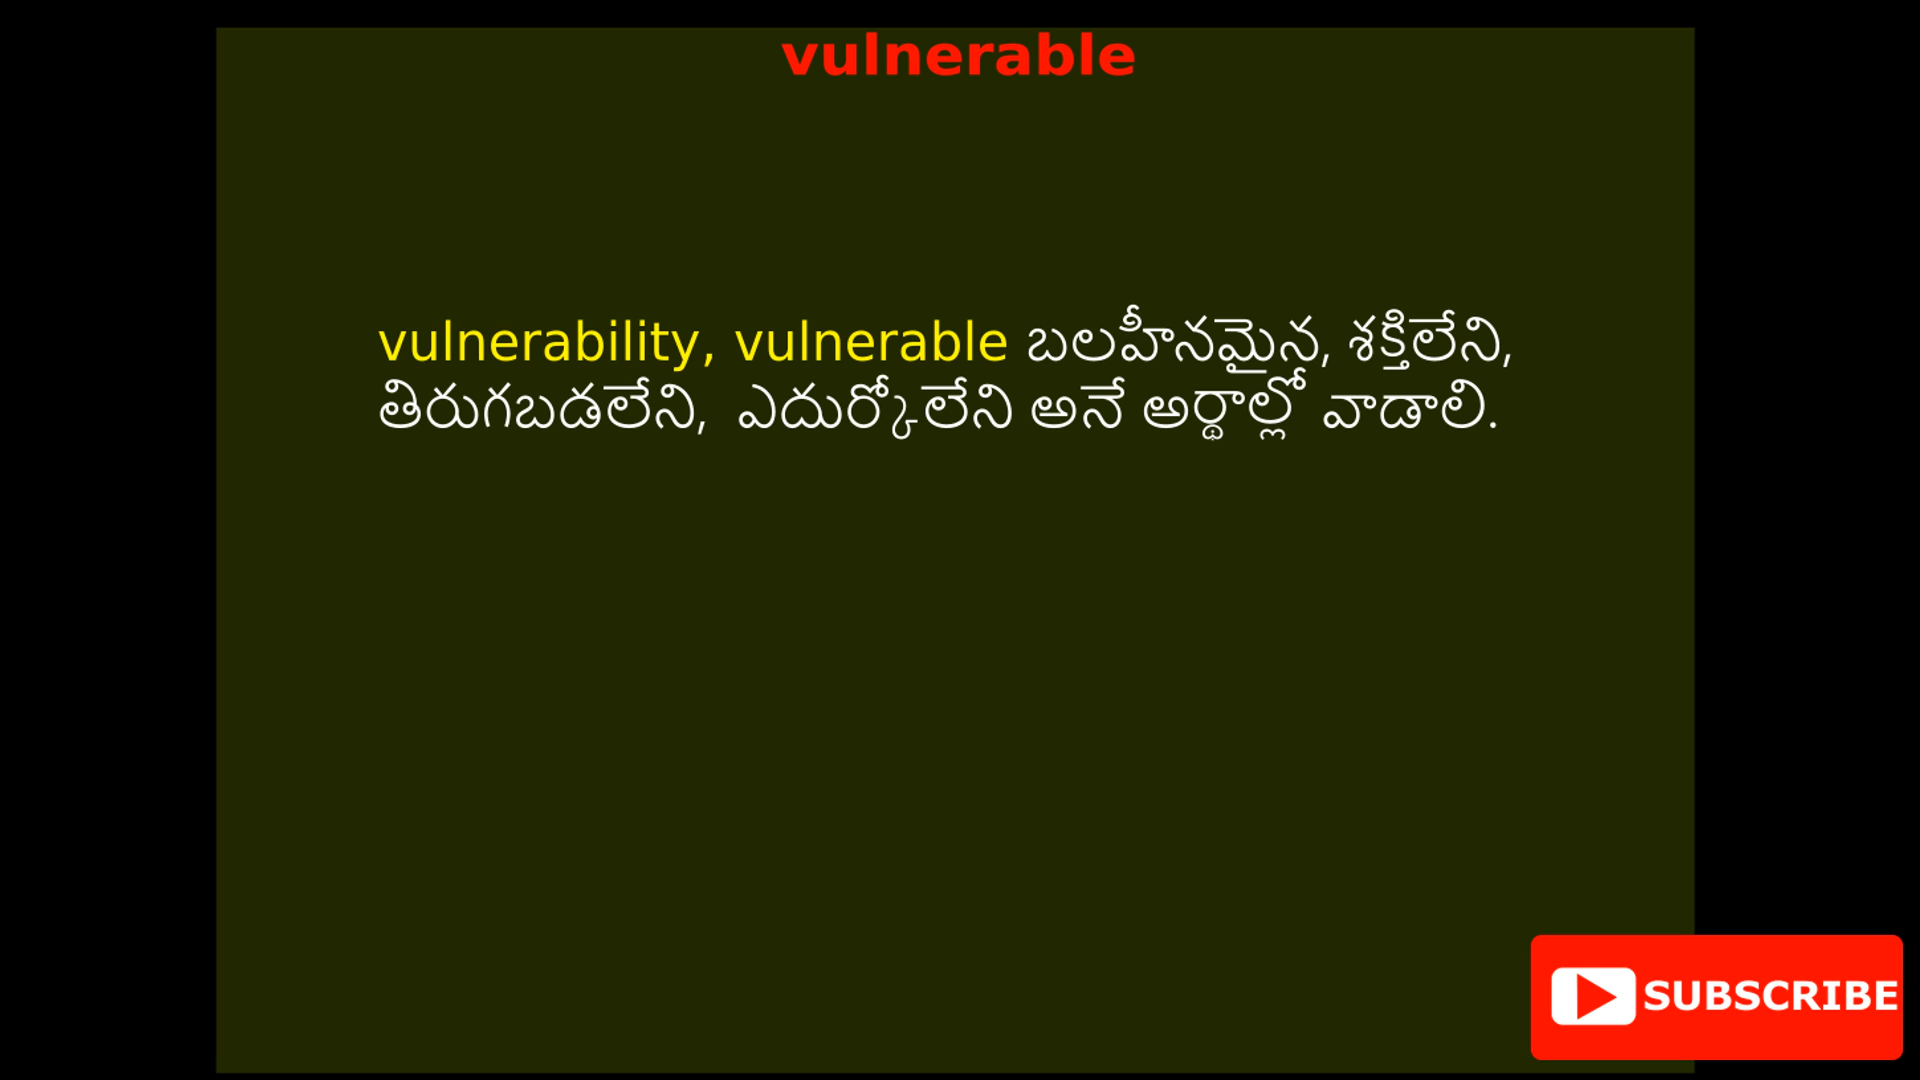 vulnerable
vulnerability, vulnerable బలహీనమైన, శక్తిలేని,
తిరుగబడలేని, ఎదుర్కోలేని అనే అర్థాల్లో వాడాలి.
SUBSCRIBE